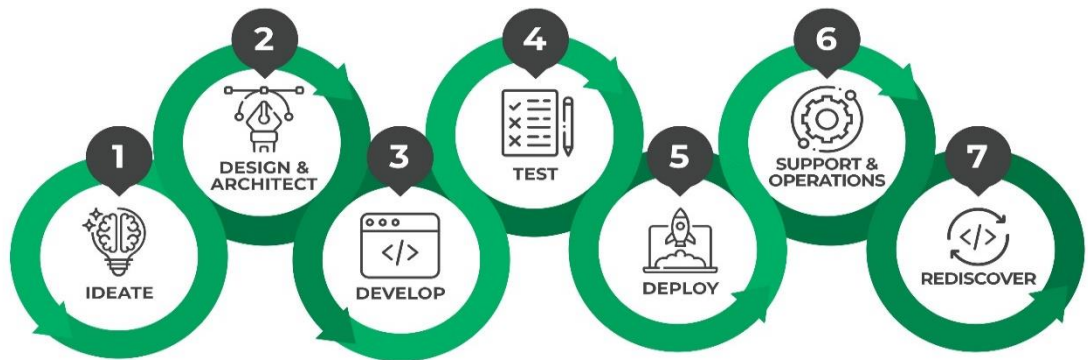 1
IDEATE
2
DESIGN &
ARCHITECT
3
</>
DEVELOP
4
TEST
5
DEPLOY
6
SUPPORT &
OPERATIONS
7
</>
REDISCOVER